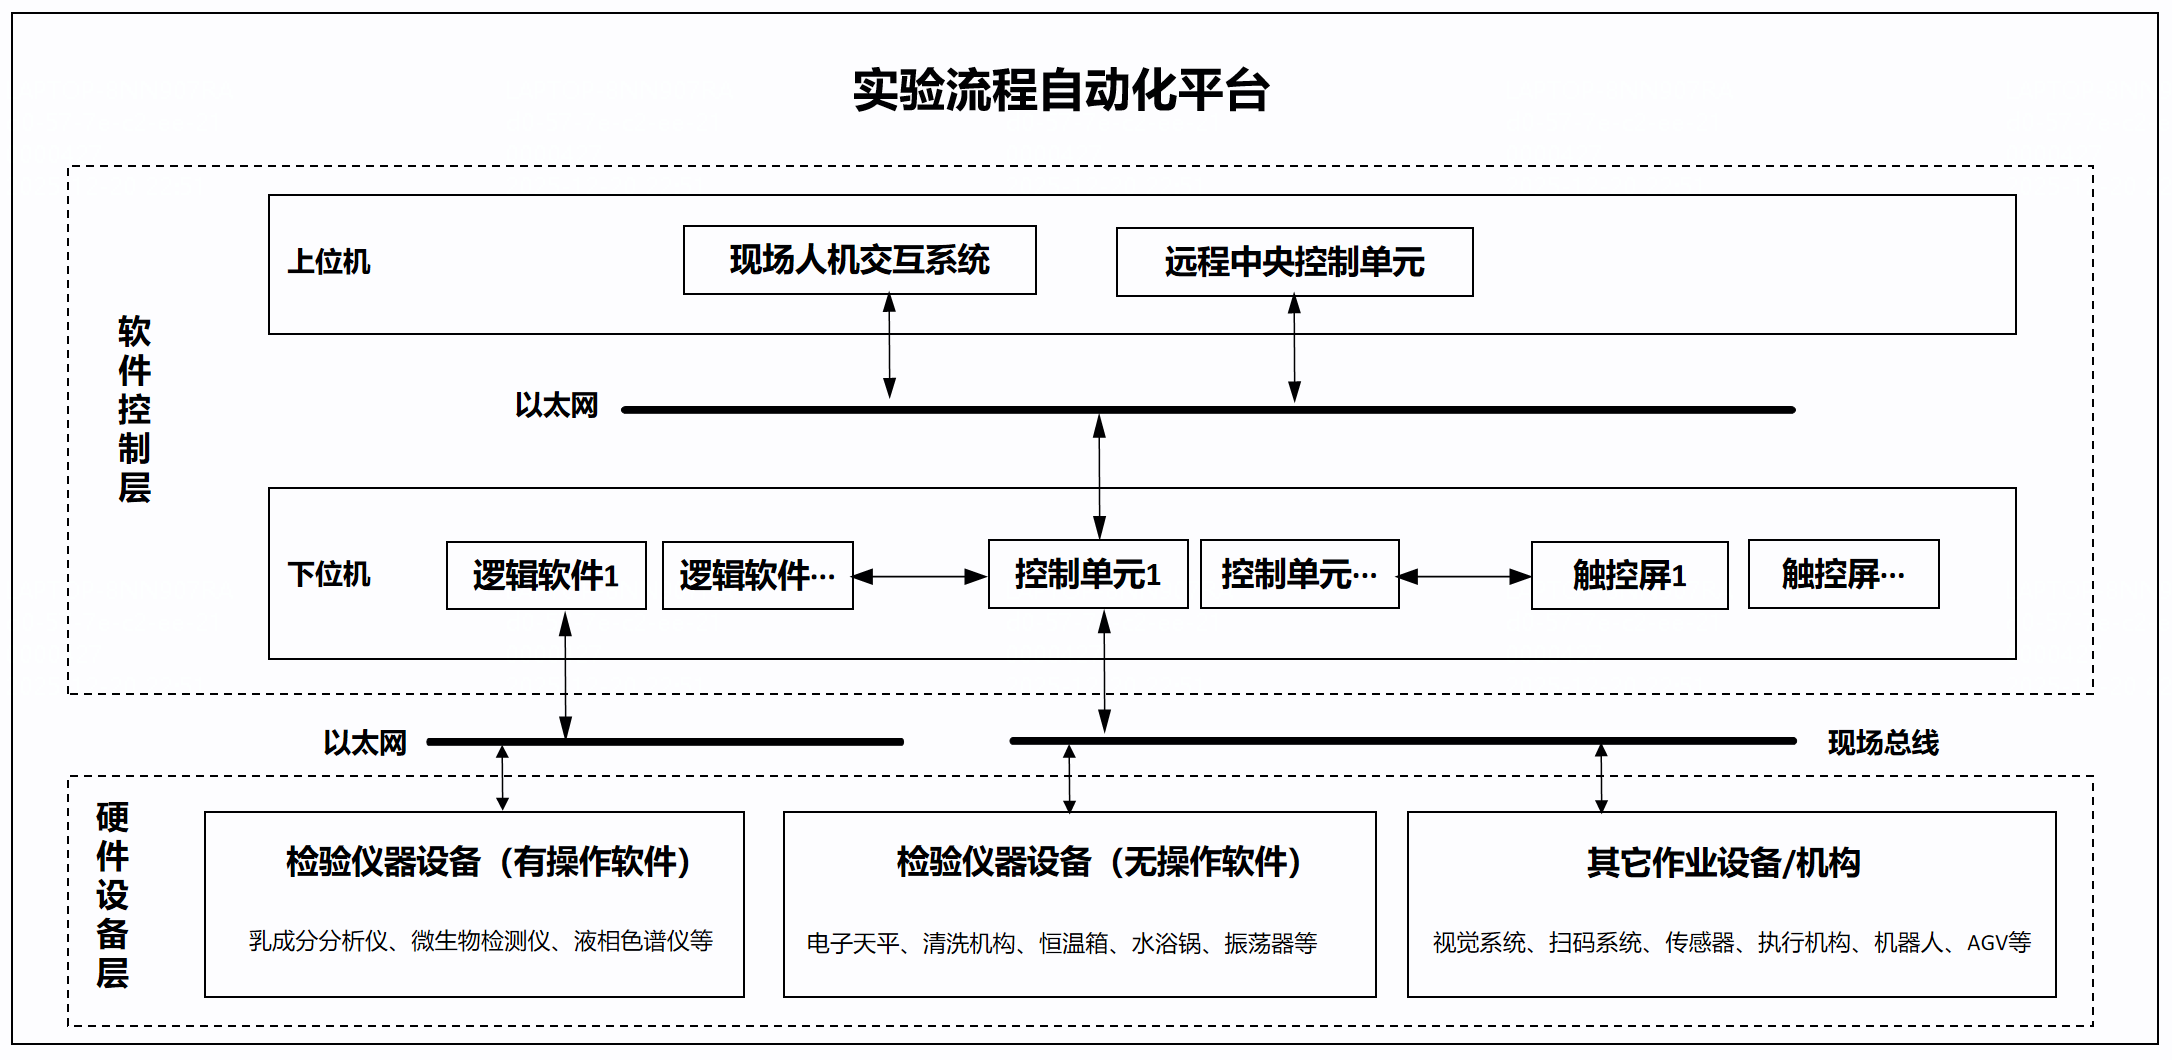 实验流程自动化平台
软件控制层
上位机
现场人机交互系统
远程中央控制单元
以太网
下位机
逻辑软件1
逻辑软件···
控制单元1
控制单元···
触控屏1
触控屏···
以太网
现场总线
硬件设备层
检验仪器设备（有操作软件）
乳成分分析仪、微生物检测仪、液相色谱仪等
检验仪器设备（无操作软件）
电子天平、清洗机构、恒温箱、水浴锅、振荡器等
其它作业设备/机构
视觉系统、扫码系统、传感器、执行机构、机器人、AGV等